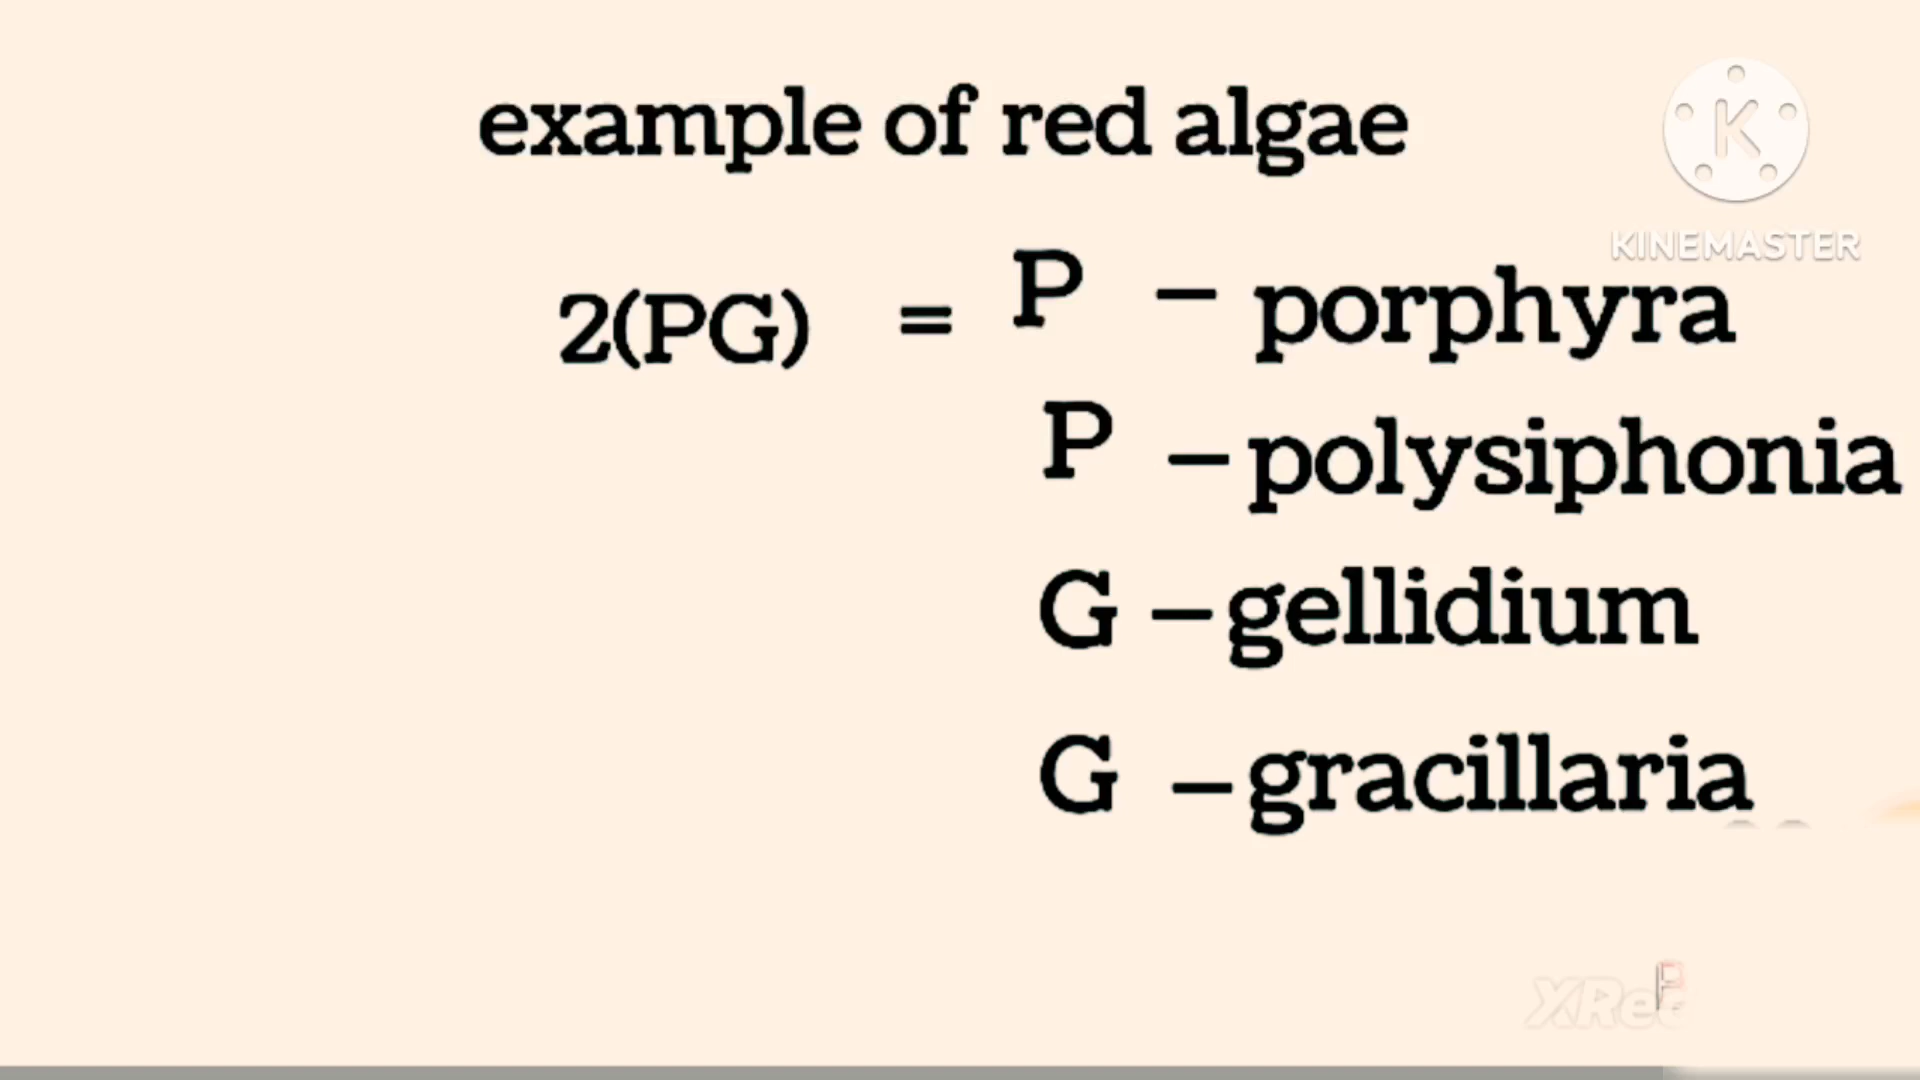 example of red algae
KINEMASTER
2(PG) = P – porphyra
P – polysiphonia
G – gellidium
G – gracillaria